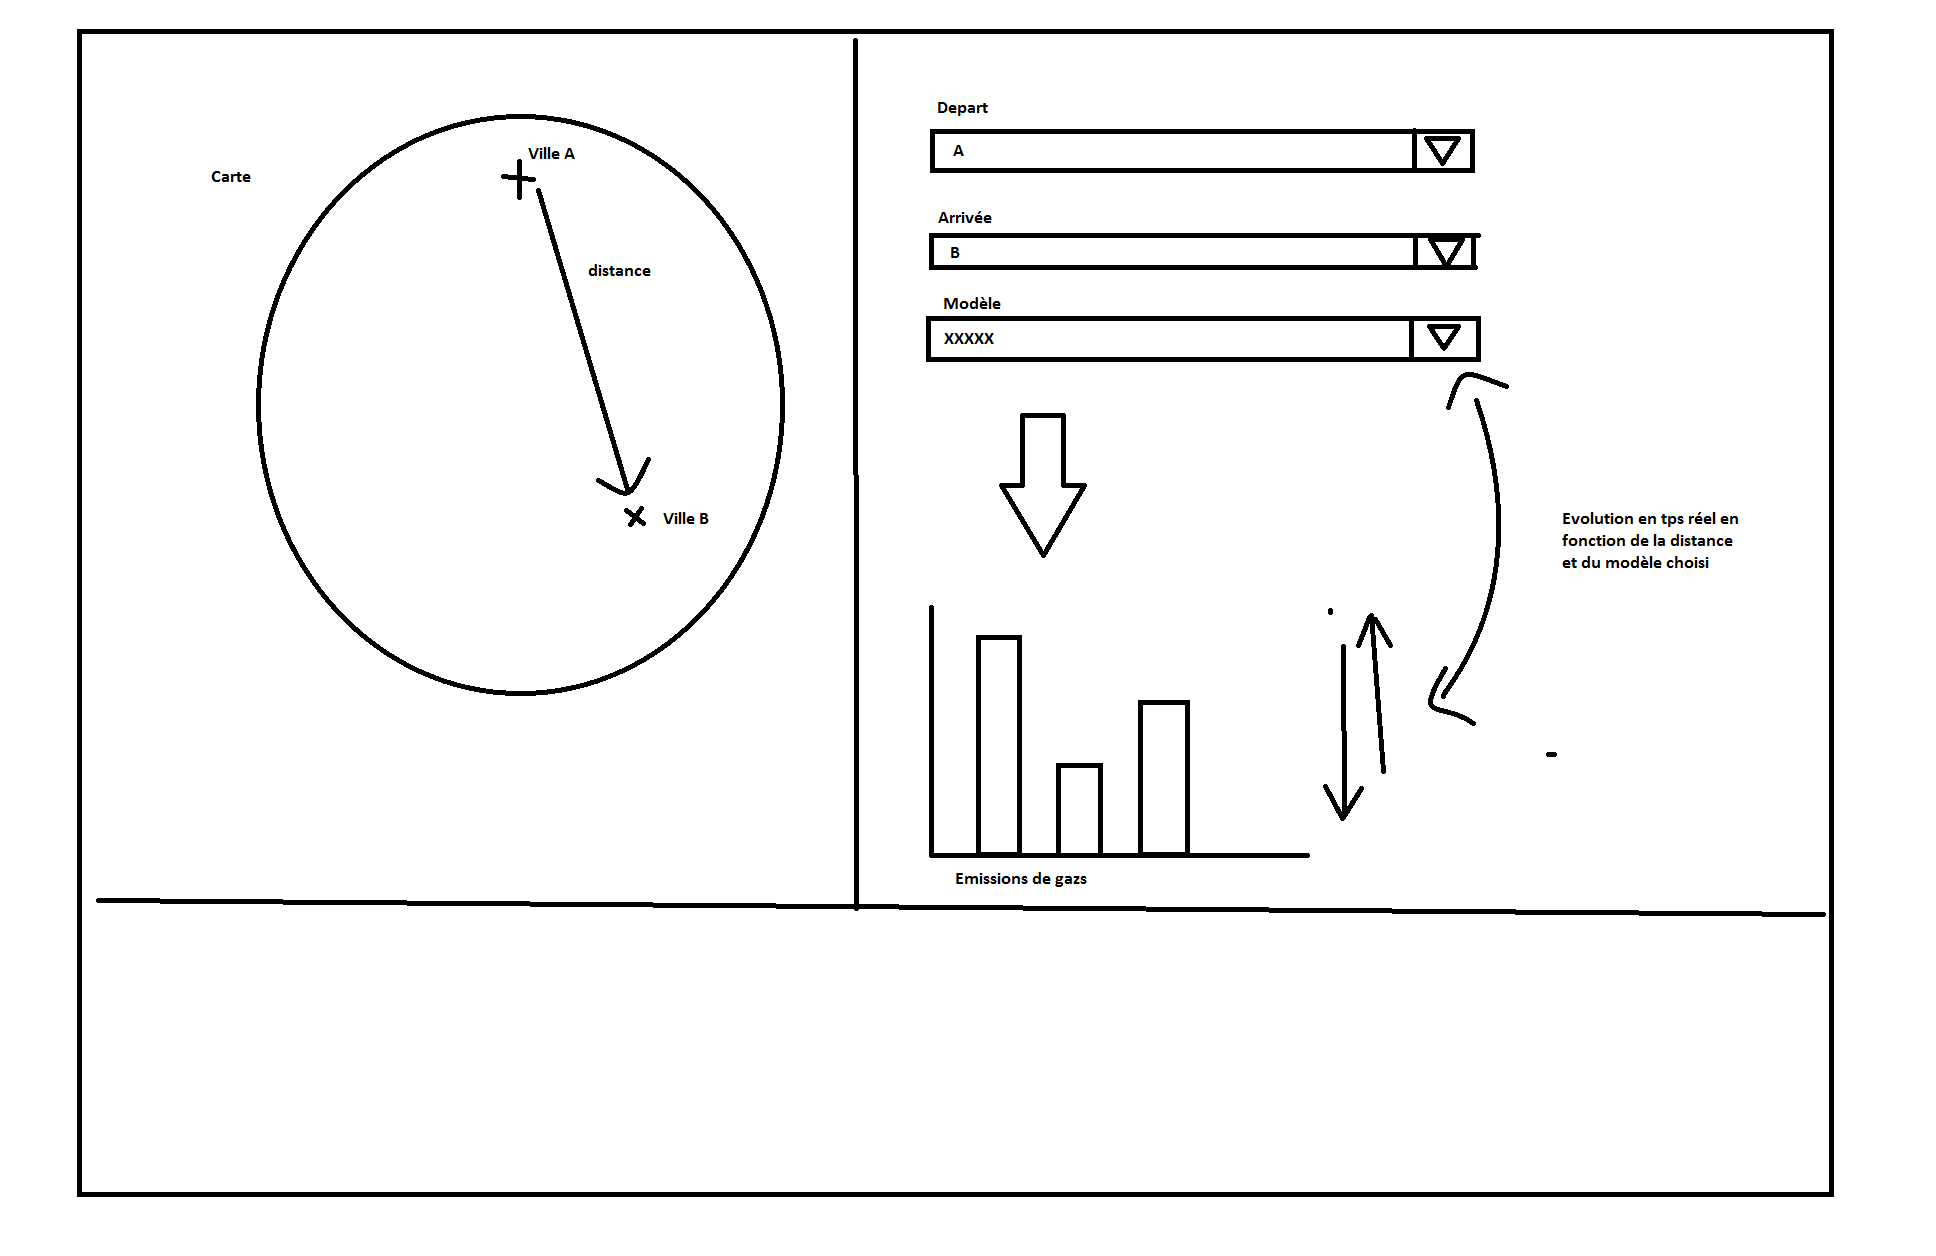 Carte
Ville A
distance
Ville B
Depart
A
Arrivée
B
Modèle
XXXXX
Evolution en tps réel en
fonction de la distance
et du modèle choisi
Emissions de gazs